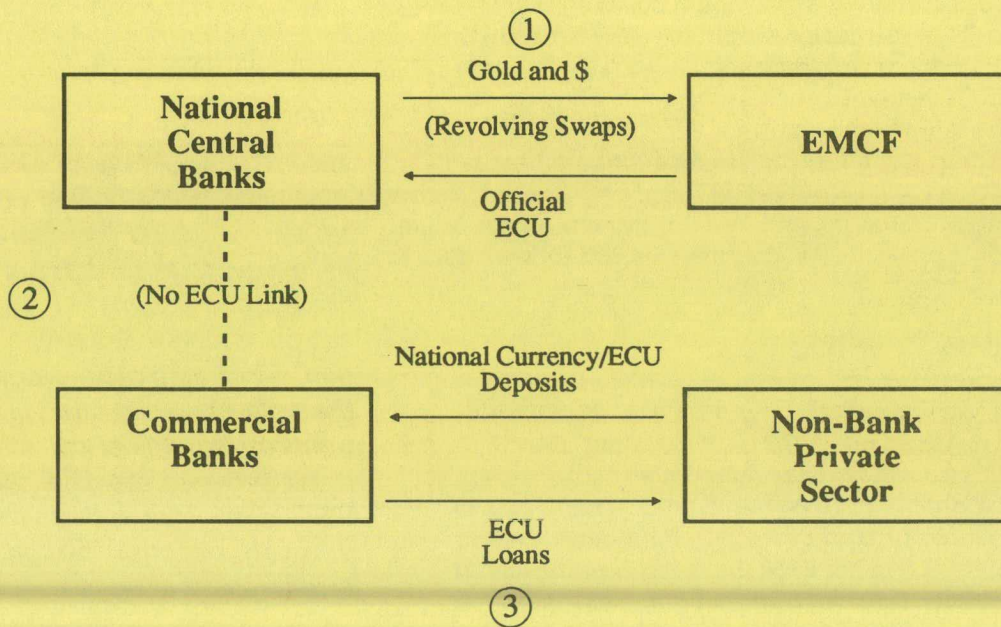 ①
Gold and $
National
Central
Banks
(Revolving Swaps)
EMCF
Official
ECU
②
(No ECU Link)
National Currency/ECU
Deposits
Commercial
Banks
Non-Bank
Private
Sector
ECU
Loans
③